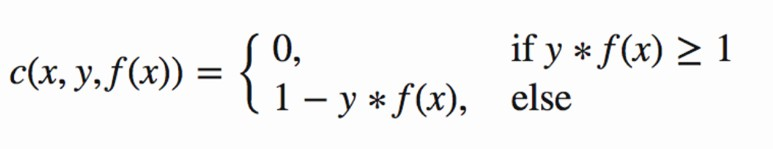 c(x, y, f(x)) = { 0, if y * f(x) ≥ 1
1 − y * f(x), else